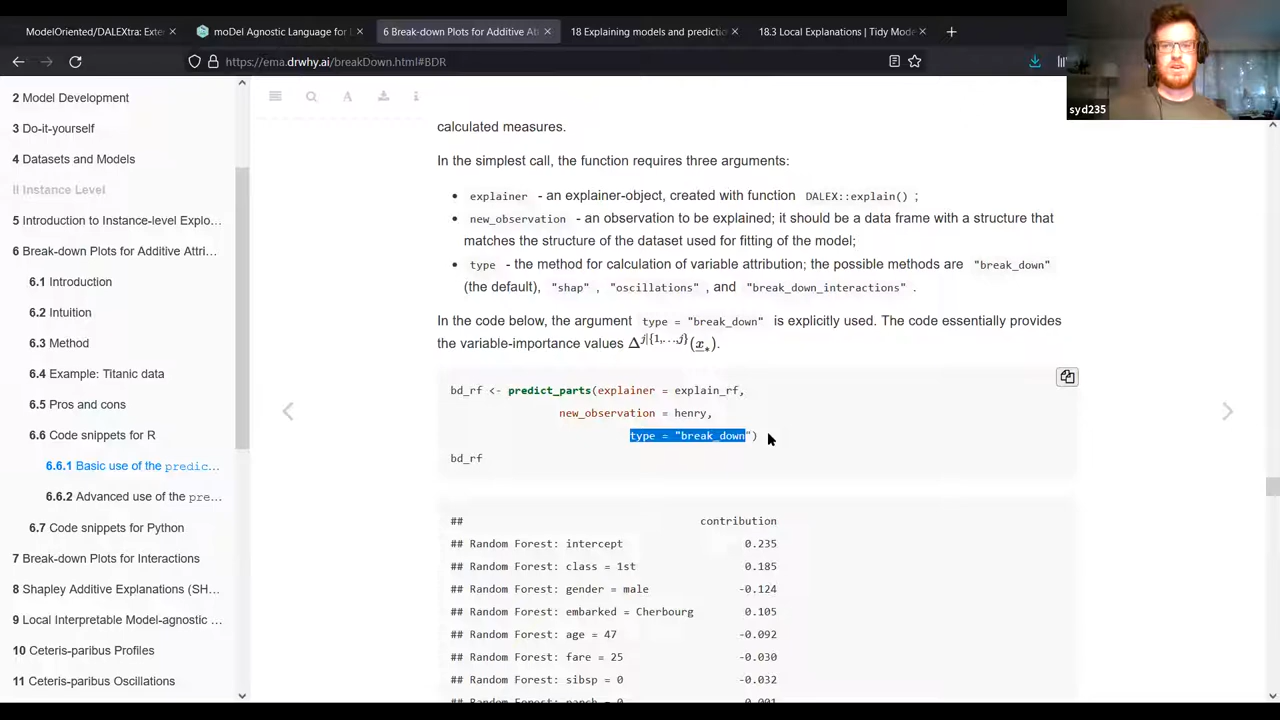 ModelOriented/DALEXtra: Exte
moDel Agnostic Language for
6 Break-down Plots for Additive At
18 Explaining models and predictio
18.3 Local Explanations | Tidy Mod
https://ema.drwhy.ai/breakDown.html#BDR
syd235
2 Model Development
3 Do-it-yourself
4 Datasets and Models
II Instance Level
5 Introduction to Instance-level Explo...
6 Break-down Plots for Additive Attri...
6.1 Introduction
6.2 Intuition
6.3 Method
6.4 Example: Titanic data
6.5 Pros and cons
6.6 Code snippets for R
6.6.1 Basic use of the predic...
6.6.2 Advanced use of the pre...
6.7 Code snippets for Python
7 Break-down Plots for Interactions
8 Shapley Additive Explanations (SH...
9 Local Interpretable Model-agnostic ...
10 Ceteris-paribus Profiles
11 Ceteris-paribus Oscillations
calculated measures.
In the simplest call, the function requires three arguments:
• explainer - an explainer-object, created with function DALEX::explain() ;
• new_observation - an observation to be explained; it should be a data frame with a structure that
matches the structure of the dataset used for fitting of the model;
• type - the method for calculation of variable attribution; the possible methods are "break_down"
(the default), "shap" , "oscillations" , and "break_down_interactions" .
In the code below, the argument type = "break_down" is explicitly used. The code essentially provides
the variable-importance values Δ^{j|{1,…,j}}(x_*).
bd_rf <- predict_parts(explainer = explain_rf,
new_observation = henry,
type = "break_down")
bd_rf
## contribution
## Random Forest: intercept 0.235
## Random Forest: class = 1st 0.185
## Random Forest: gender = male -0.124
## Random Forest: embarked = Cherbourg 0.105
## Random Forest: age = 47 -0.092
## Random Forest: fare = 25 -0.030
## Random Forest: sibsp = 0 -0.032
## Random Forest: parch = 0 0.001